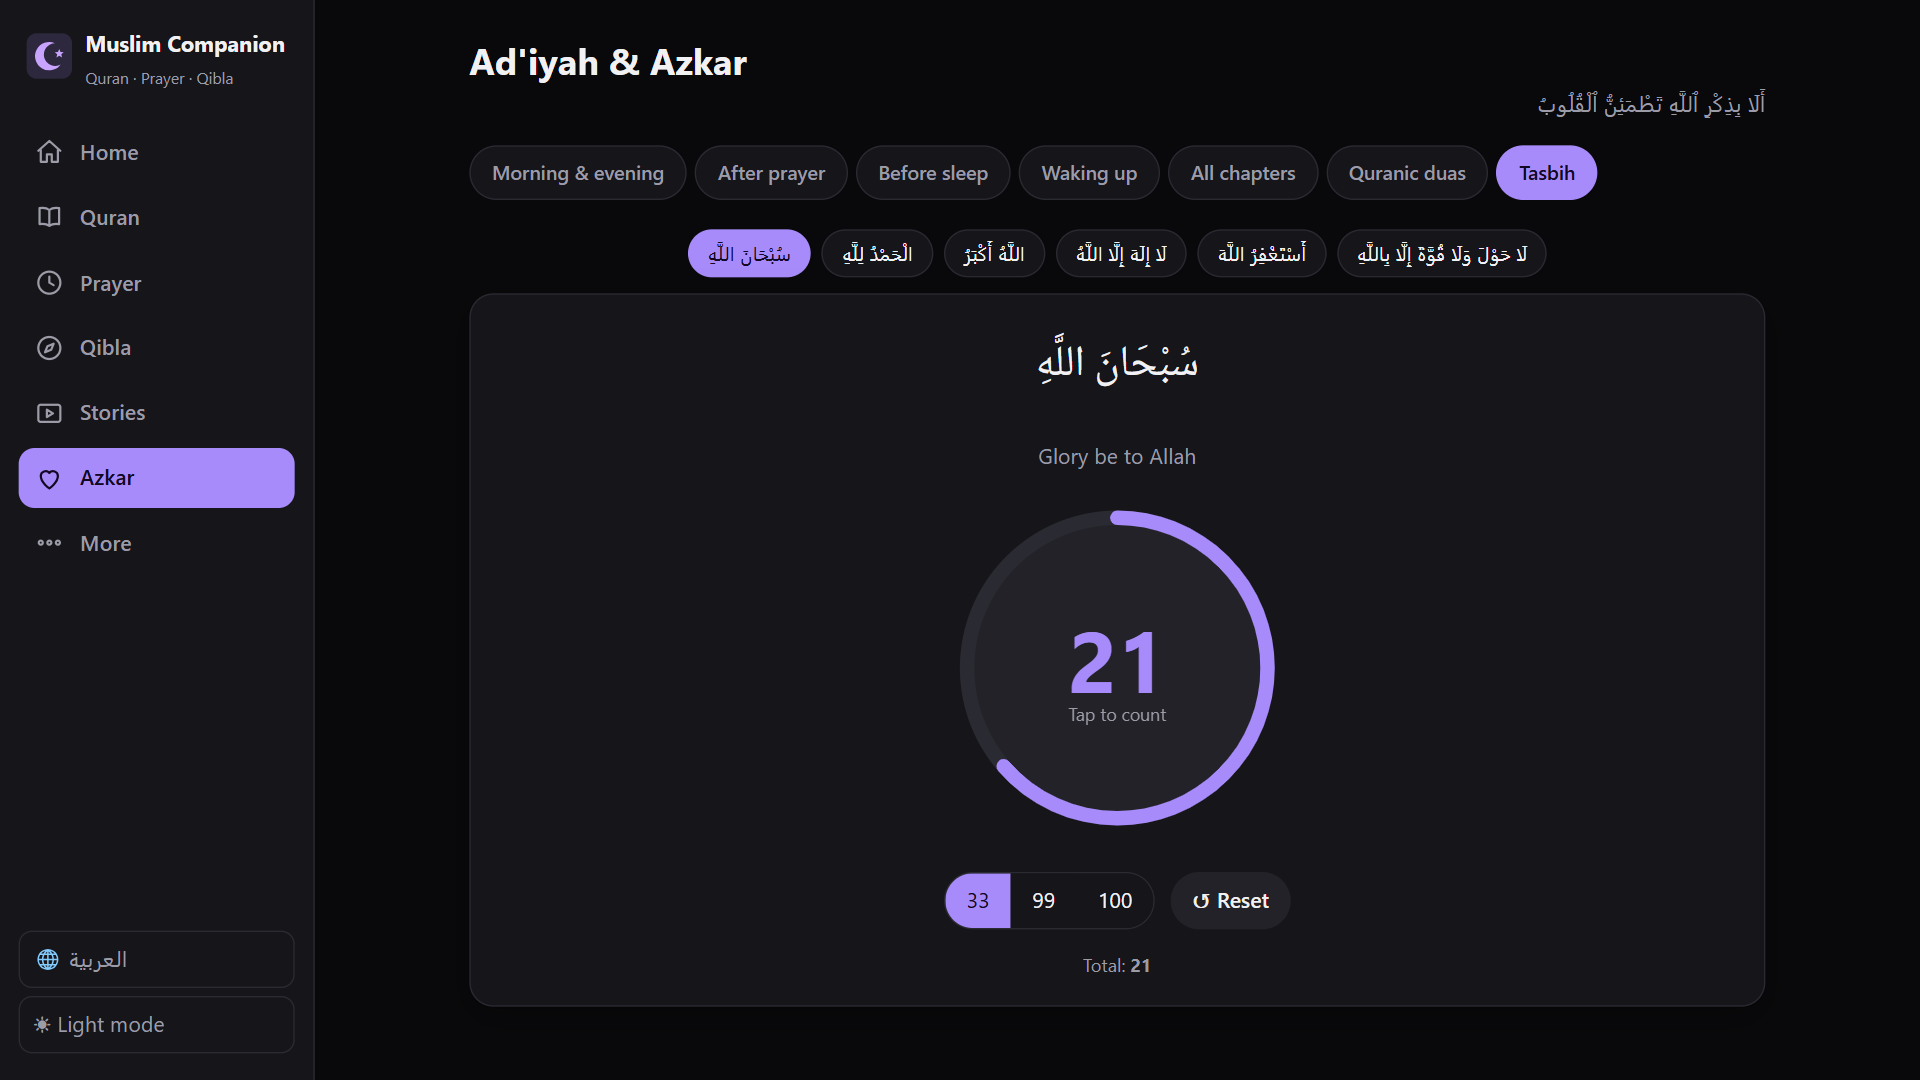 Muslim Companion
Quran · Prayer · Qibla
Home
Quran
Prayer
Qibla
Stories
Azkar
More
العربية
Light mode
Ad'iyah & Azkar
أَلَا بِذِكْرِ ٱللَّهِ تَطْمَئِنُّ ٱلْقُلُوبُ
Morning & evening After prayer Before sleep Waking up All chapters Quranic duas Tasbih
سُبْحَانَ اللَّهِ الْحَمْدُ لِلَّهِ اللَّهُ أَكْبَرُ لَا إِلَهَ إِلَّا اللَّهُ أَسْتَغْفِرُ اللَّهَ لَا حَوْلَ وَلَا قُوَّةَ إِلَّا بِاللَّهِ
سُبْحَانَ اللَّهِ
Glory be to Allah
21
Tap to count
33 99 100 ↺ Reset
Total: 21